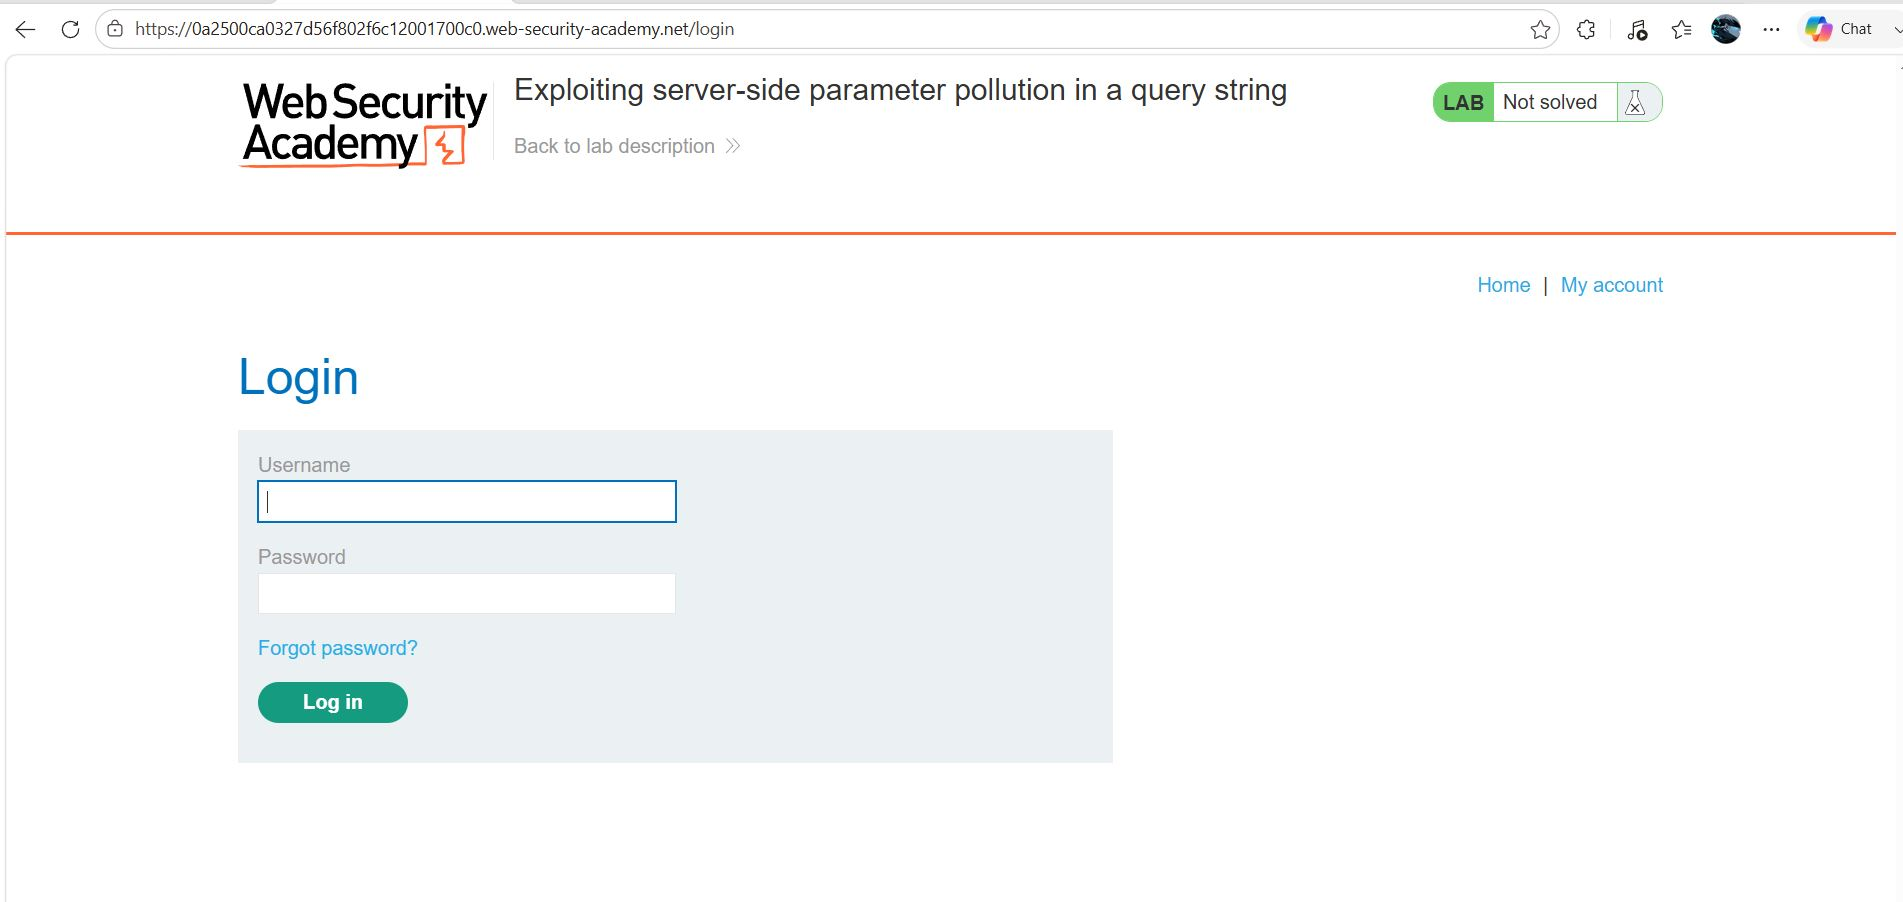 https://0a2500ca0327d56f802f6c12001700c0.web-security-academy.net/login
Chat
Web Security
Academy
Exploiting server-side parameter pollution in a query string
Back to lab description
LAB Not solved
Home | My account
Login
Username
Password
Forgot password?
Log in